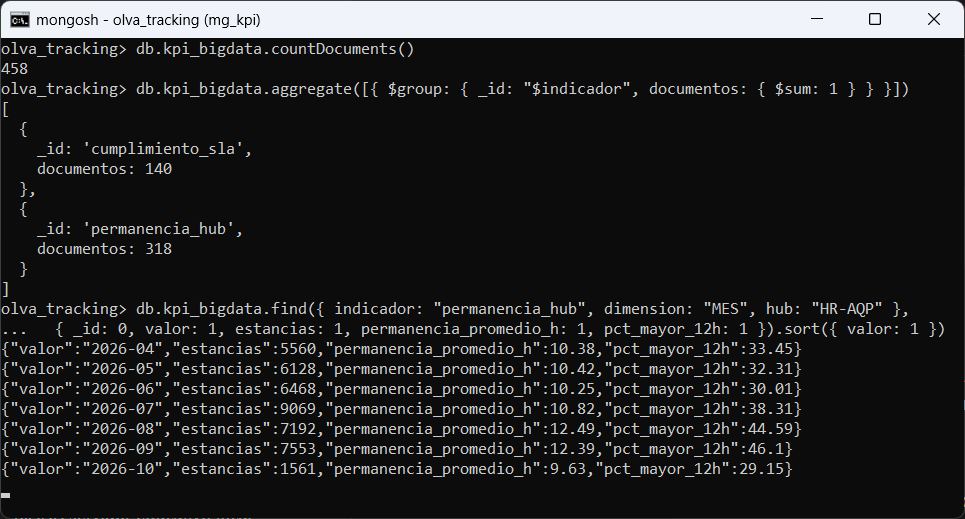 mongosh - olva_tracking (mg_kpi)
olva_tracking> db.kpi_bigdata.countDocuments()
458
olva_tracking> db.kpi_bigdata.aggregate([{ $group: { _id: "$indicador", documentos: { $sum: 1 } } }])
[
  {
    _id: 'cumplimiento_sla',
    documentos: 140
  },
  {
    _id: 'permanencia_hub',
    documentos: 318
  }
]
olva_tracking> db.kpi_bigdata.find({ indicador: "permanencia_hub", dimension: "MES", hub: "HR-AQP" },
...   { _id: 0, valor: 1, estancias: 1, permanencia_promedio_h: 1, pct_mayor_12h: 1 }).sort({ valor: 1 })
{"valor":"2026-04","estancias":5560,"permanencia_promedio_h":10.38,"pct_mayor_12h":33.45}
{"valor":"2026-05","estancias":6128,"permanencia_promedio_h":10.42,"pct_mayor_12h":32.31}
{"valor":"2026-06","estancias":6468,"permanencia_promedio_h":10.25,"pct_mayor_12h":30.01}
{"valor":"2026-07","estancias":9069,"permanencia_promedio_h":10.82,"pct_mayor_12h":38.31}
{"valor":"2026-08","estancias":7192,"permanencia_promedio_h":12.49,"pct_mayor_12h":44.59}
{"valor":"2026-09","estancias":7553,"permanencia_promedio_h":12.39,"pct_mayor_12h":46.1}
{"valor":"2026-10","estancias":1561,"permanencia_promedio_h":9.63,"pct_mayor_12h":29.15}